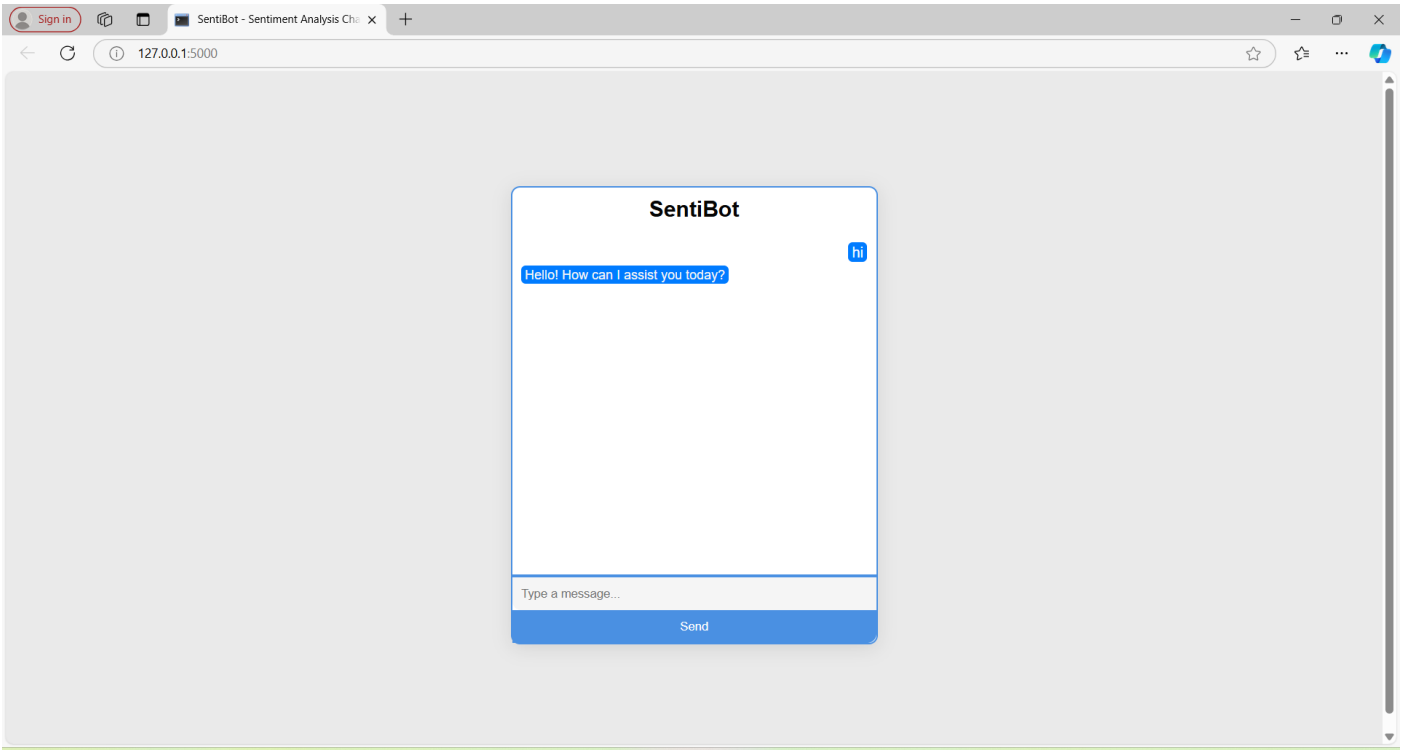 Sign in
SentiBot - Sentiment Analysis Cha
127.0.0.1:5000
SentiBot
hi
Hello! How can I assist you today?
Type a message...
Send